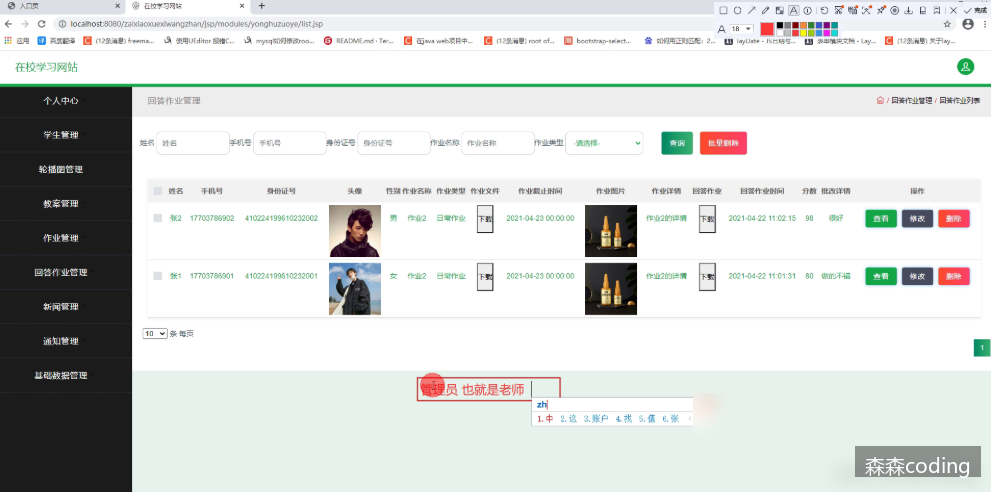 入口页
在校学习网站
完成
localhost:8080/zaixiaoxuexiwangzhan/jsp/modules/yonghuzuoye/list.jsp
A 18
应用
百度翻译
(12条消息) freema...
使用UEditor 报错C...
mysql如何修改roo...
README.md · Ter...
在java web项目中...
(12条消息) root of...
bootstrap-select...
如何用正则匹配：2...
(12条消息) 关于lay...
在校学习网站
个人中心
学生管理
轮播图管理
教案管理
作业管理
回答作业管理
新闻管理
通知管理
基础数据管理
回答作业管理
/ 回答作业管理 / 回答作业列表
姓名 姓名 手机号 手机号 身份证号 身份证号 作业名称 作业名称 作业类型 -请选择- 查询 批量删除
姓名 手机号 身份证号 头像 性别 作业名称 作业类型 作业文件 作业截止时间 作业图片 作业详情 回答作业 回答作业时间 分数 批改详情 操作
张2 17703786902 410224199610232002 男 作业2 日常作业 下载 2021-04-23 00:00:00 作业2的详情 下载 2021-04-22 11:02:15 98 很好 查看 修改 删除
张1 17703786901 410224199610232001 女 作业2 日常作业 下载 2021-04-23 00:00:00 作业2的详情 下载 2021-04-22 11:01:31 80 做的不错 查看 修改 删除
10 条 每页
1
管理员 也就是老师
zh
1.中 2.这 3.账户 4.找 5.值 6.张
森森coding